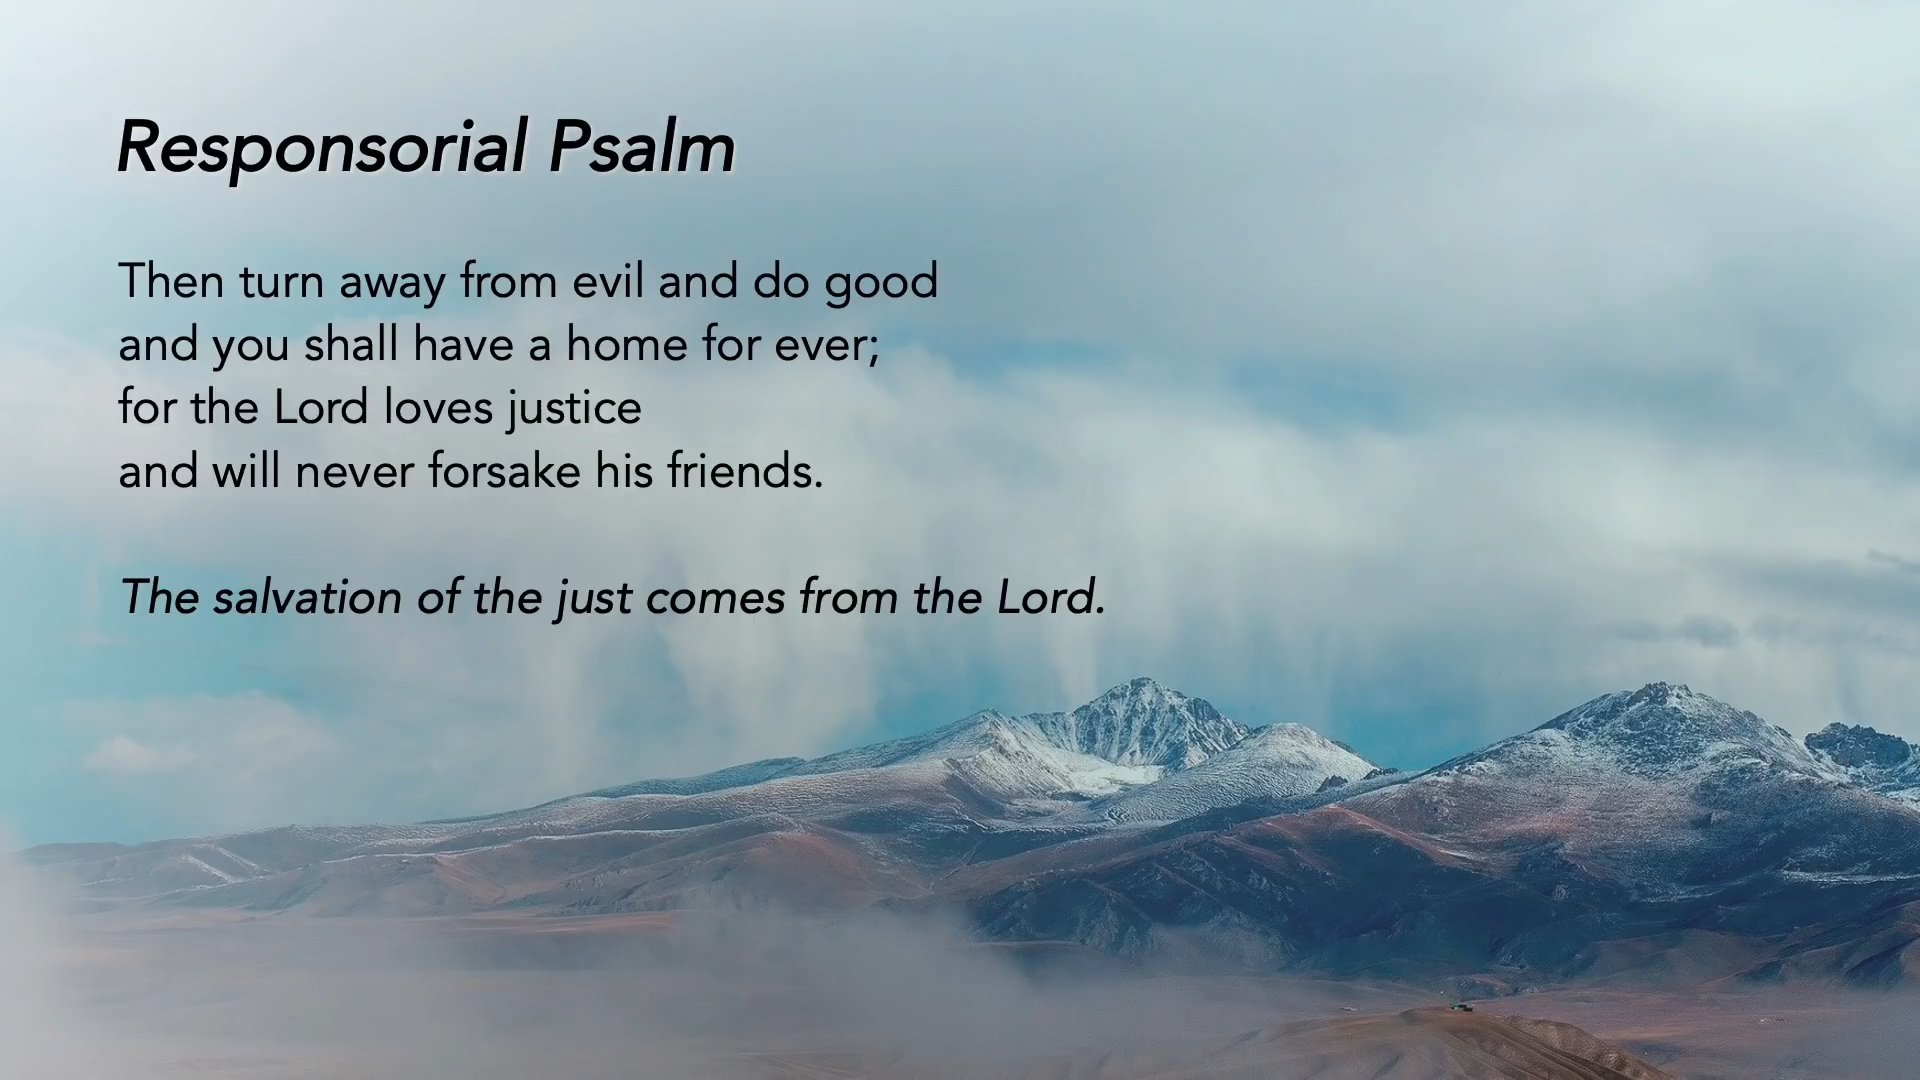 Responsorial Psalm
Then turn away from evil and do good
and you shall have a home for ever;
for the Lord loves justice
and will never forsake his friends.
The salvation of the just comes from the Lord.